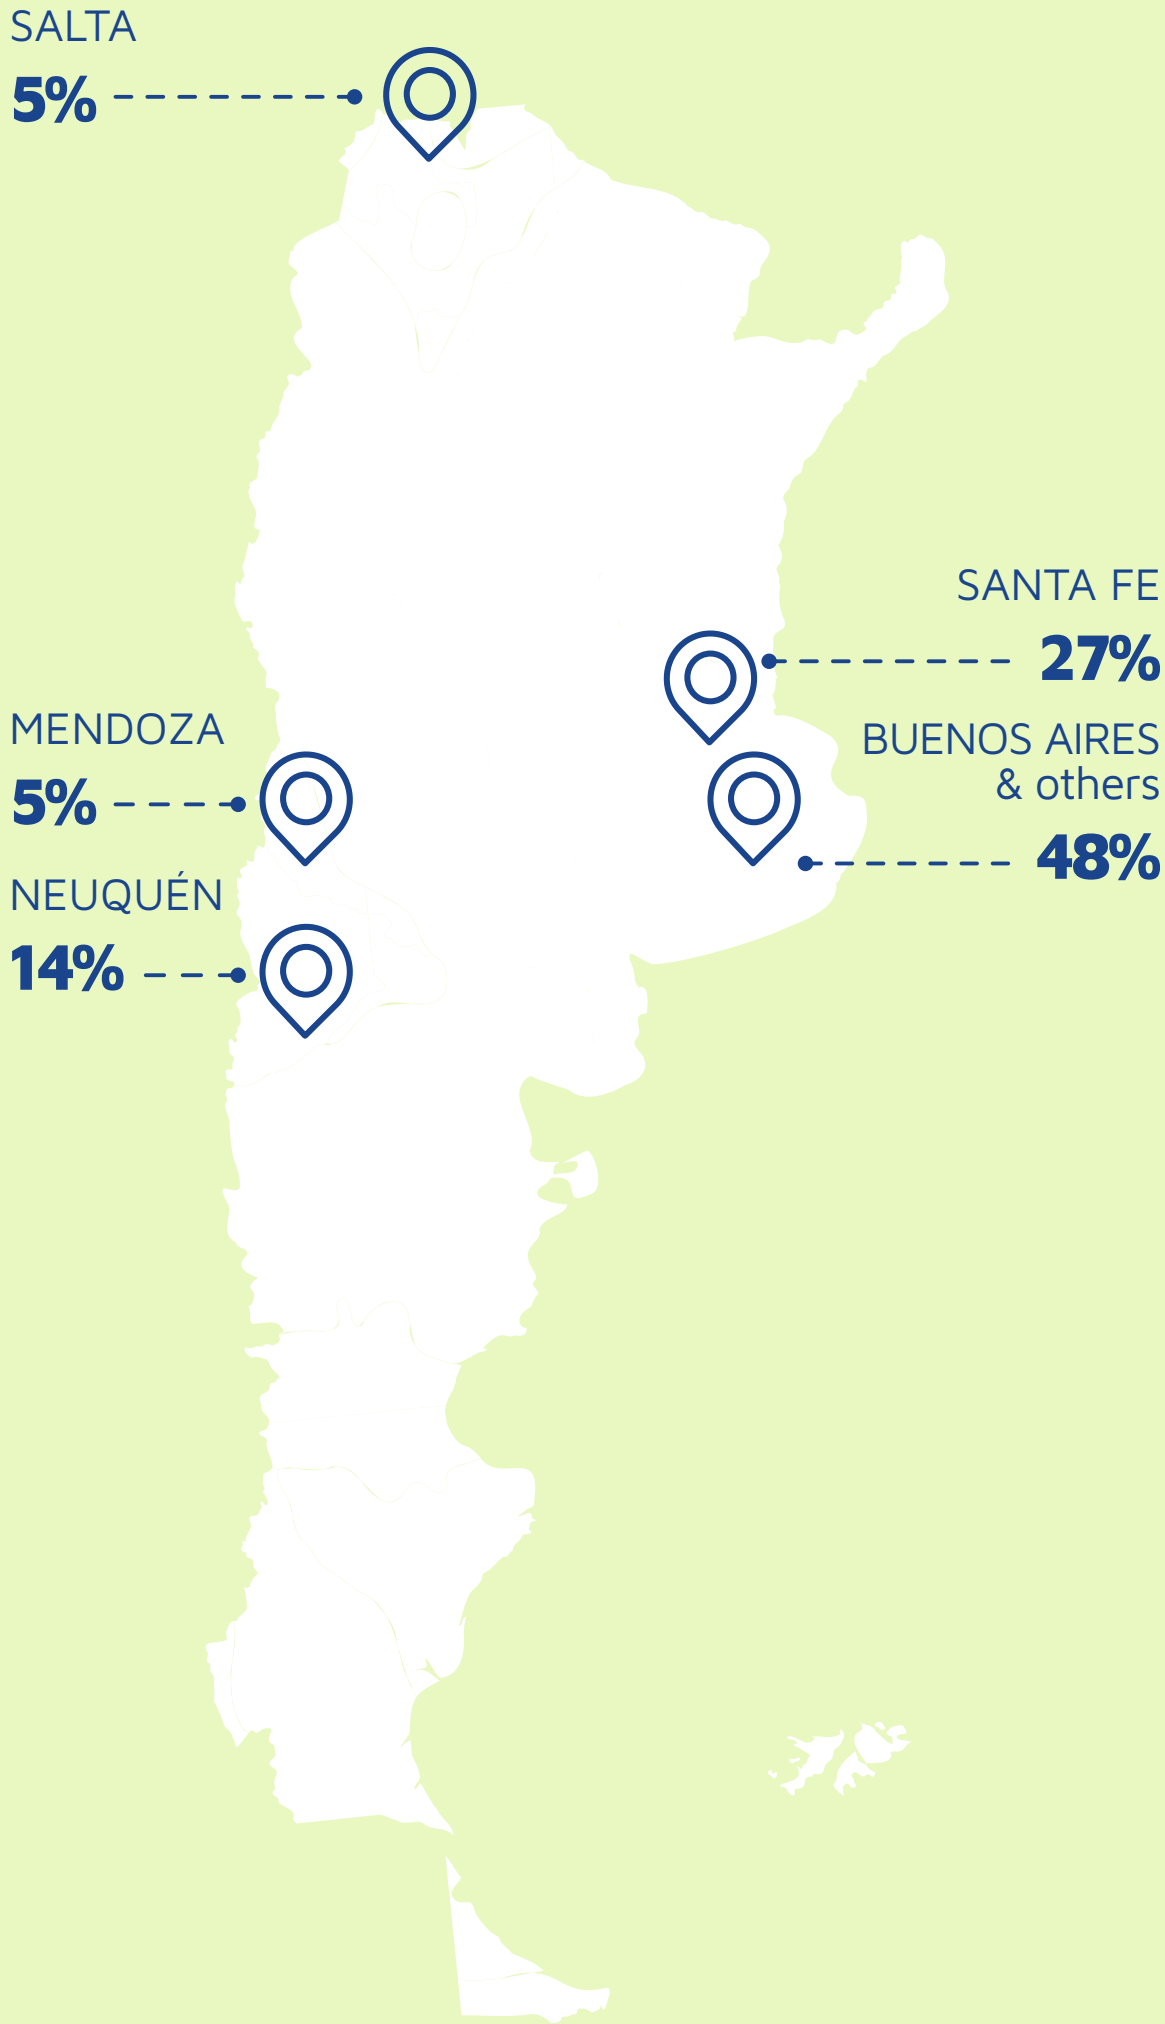 SALTA
5%
SANTA FE
27%
MENDOZA
5%
BUENOS AIRES
& others
48%
NEUQUÉN
14%